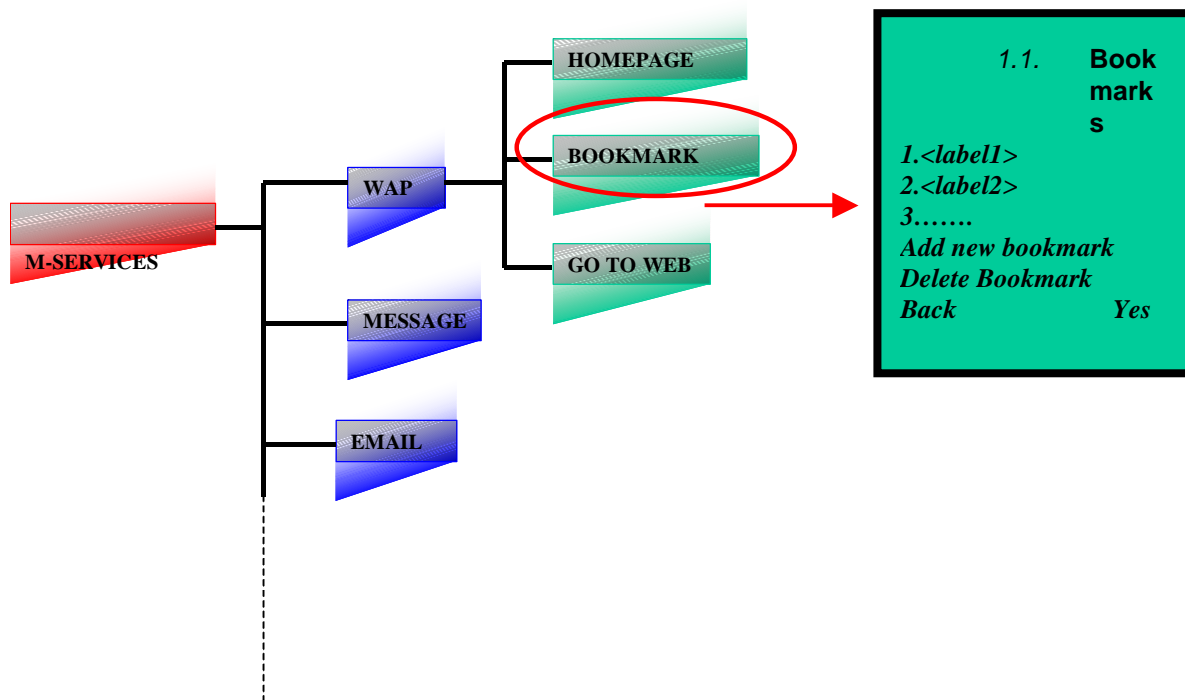 HOMEPAGE
BOOKMARK
WAP
GO TO WEB
M-SERVICES
MESSAGE
EMAIL
1.1. Book
mark
s
1.<label1>
2.<label2>
3…….
Add new bookmark
Delete Bookmark
Back Yes